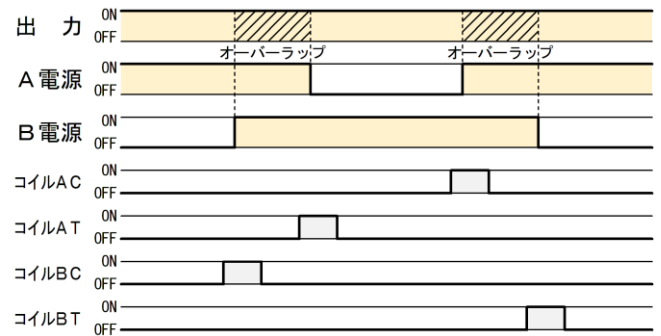 出 力 ON
OFF
オーバーラップ オーバーラップ
A電源 ON
OFF
B電源 ON
OFF
コイルAC ON
OFF
コイルAT ON
OFF
コイルBC ON
OFF
コイルBT ON
OFF